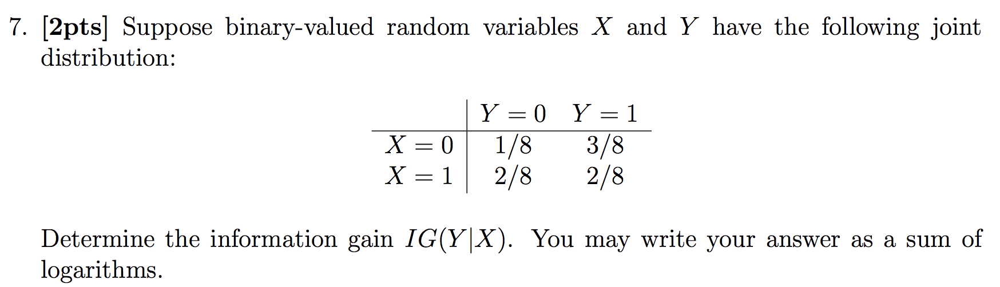 7. [2pts] Suppose binary-valued random variables X and Y have the following joint
distribution:
Y = 0 Y = 1
X = 0 1/8 3/8
X = 1 2/8 2/8
Determine the information gain IG(Y|X). You may write your answer as a sum of
logarithms.